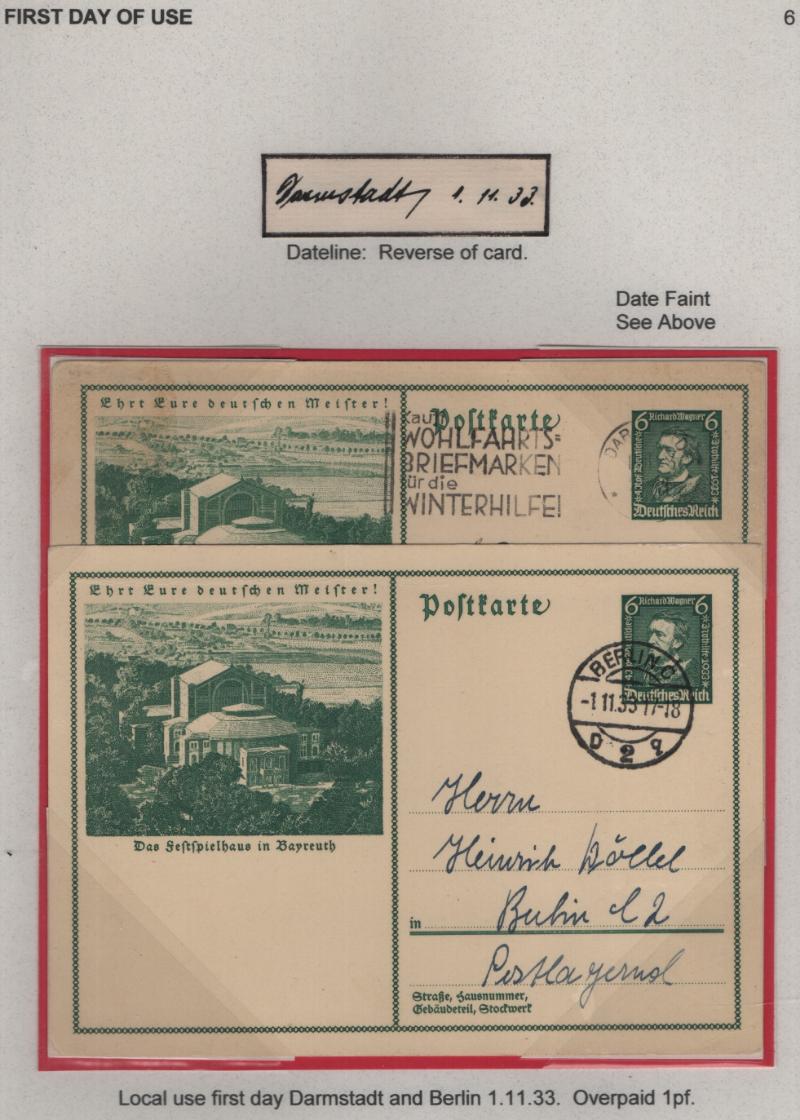 FIRST DAY OF USE
6
Darmstadt, 1. 11. 33.
Dateline: Reverse of card.
Date Faint
See Above
Ehrt Eure deutschen Meister!
Postkarte
Kauft
WOHLFAHRTS-
BRIEFMARKEN
für die
WINTERHILFE!
DAR
6 Richard Wagner 6
Deutsches Reich
Ehrt Eure deutschen Meister!
Das Festspielhaus in Bayreuth
Postkarte
6 Richard Wagner 6
Deutsches Reich
BERLIN C
-1.11.33 17-18
2
Herrn
Heinrich
in Berlin C 2
Postlagernd
Straße, Hausnummer,
Gebäudeteil, Stockwerk
Local use first day Darmstadt and Berlin 1.11.33. Overpaid 1pf.